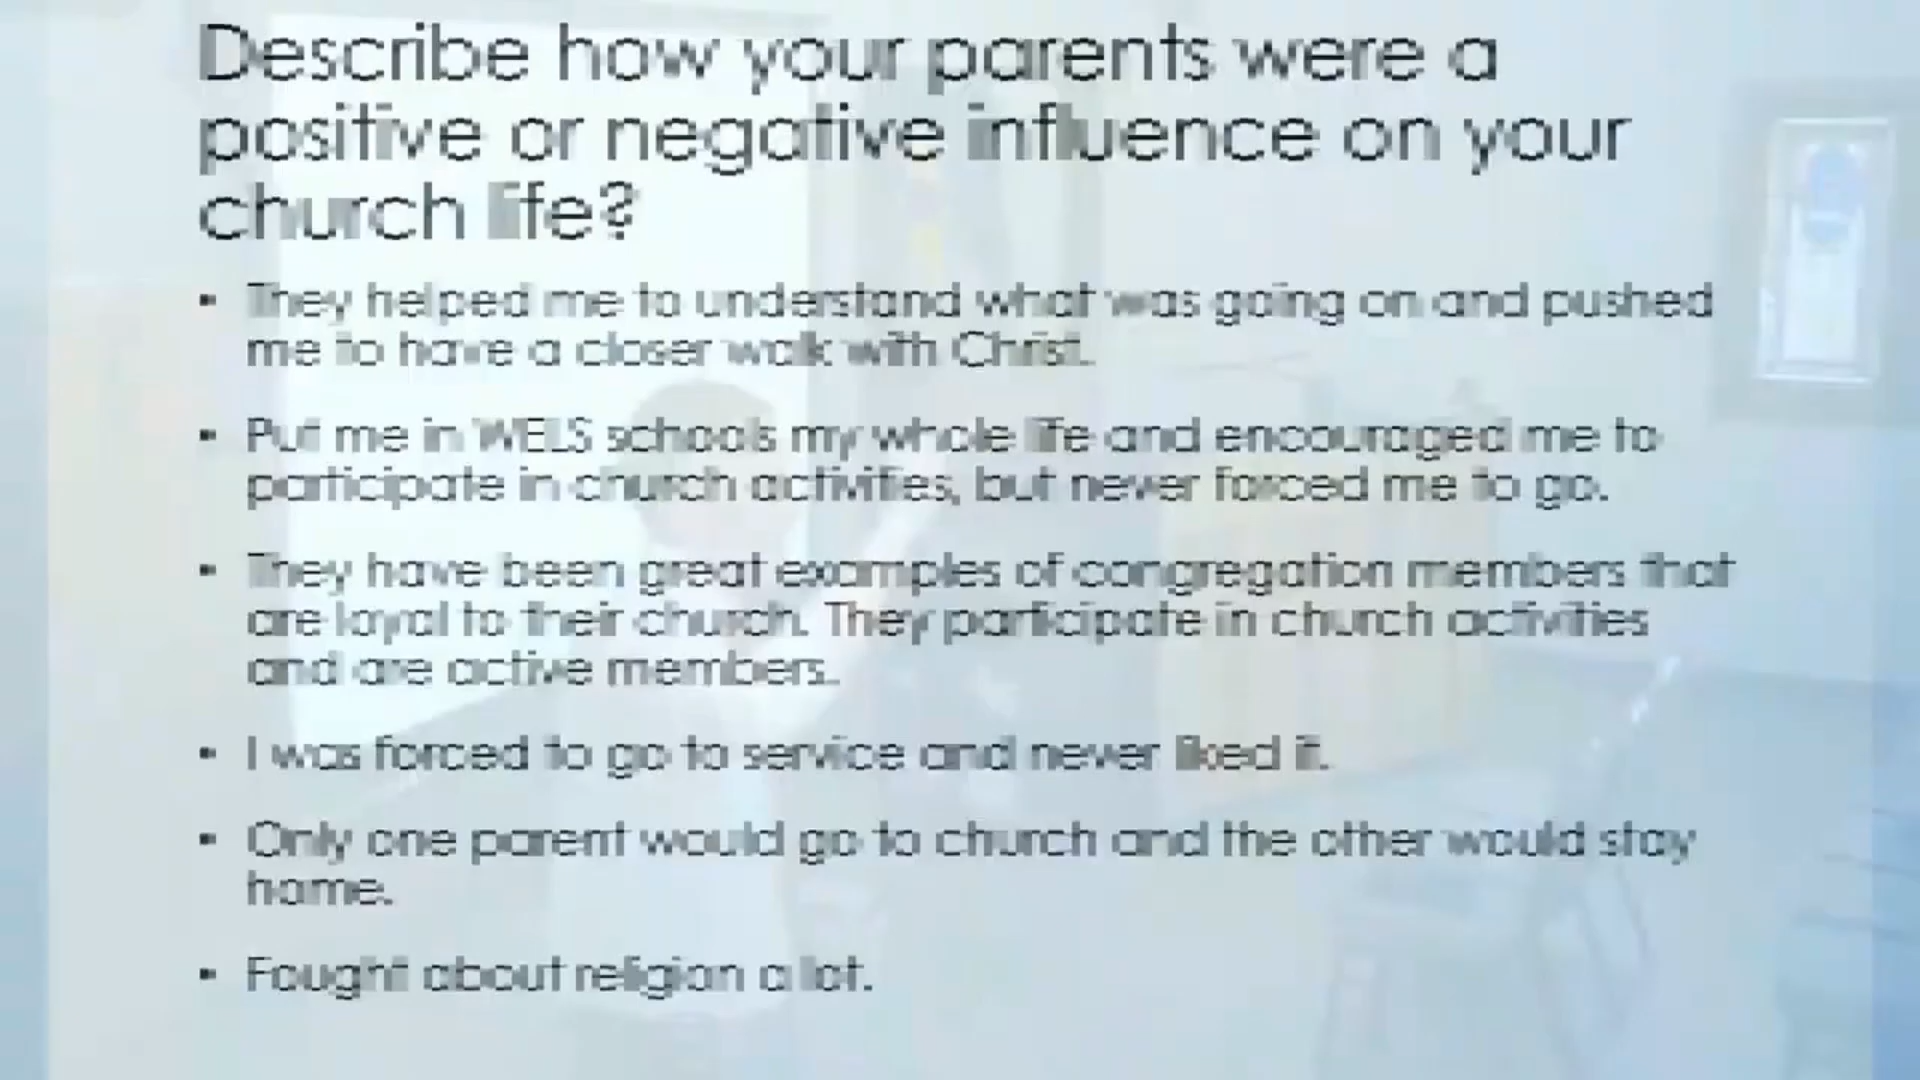 Describe how your parents were a
positive or negative influence on your
church life?
• They helped me to understand what was going on and pushed
me to have a closer walk with Christ.
• Put me in WELS schools my whole life and encouraged me to
participate in church activities, but never forced me to go.
• They have been great examples of congregation members that
are loyal to their church. They participate in church activities
and are active members.
• I was forced to go to service and never liked it.
• Only one parent would go to church and the other would stay
home.
• Fought about religion a lot.